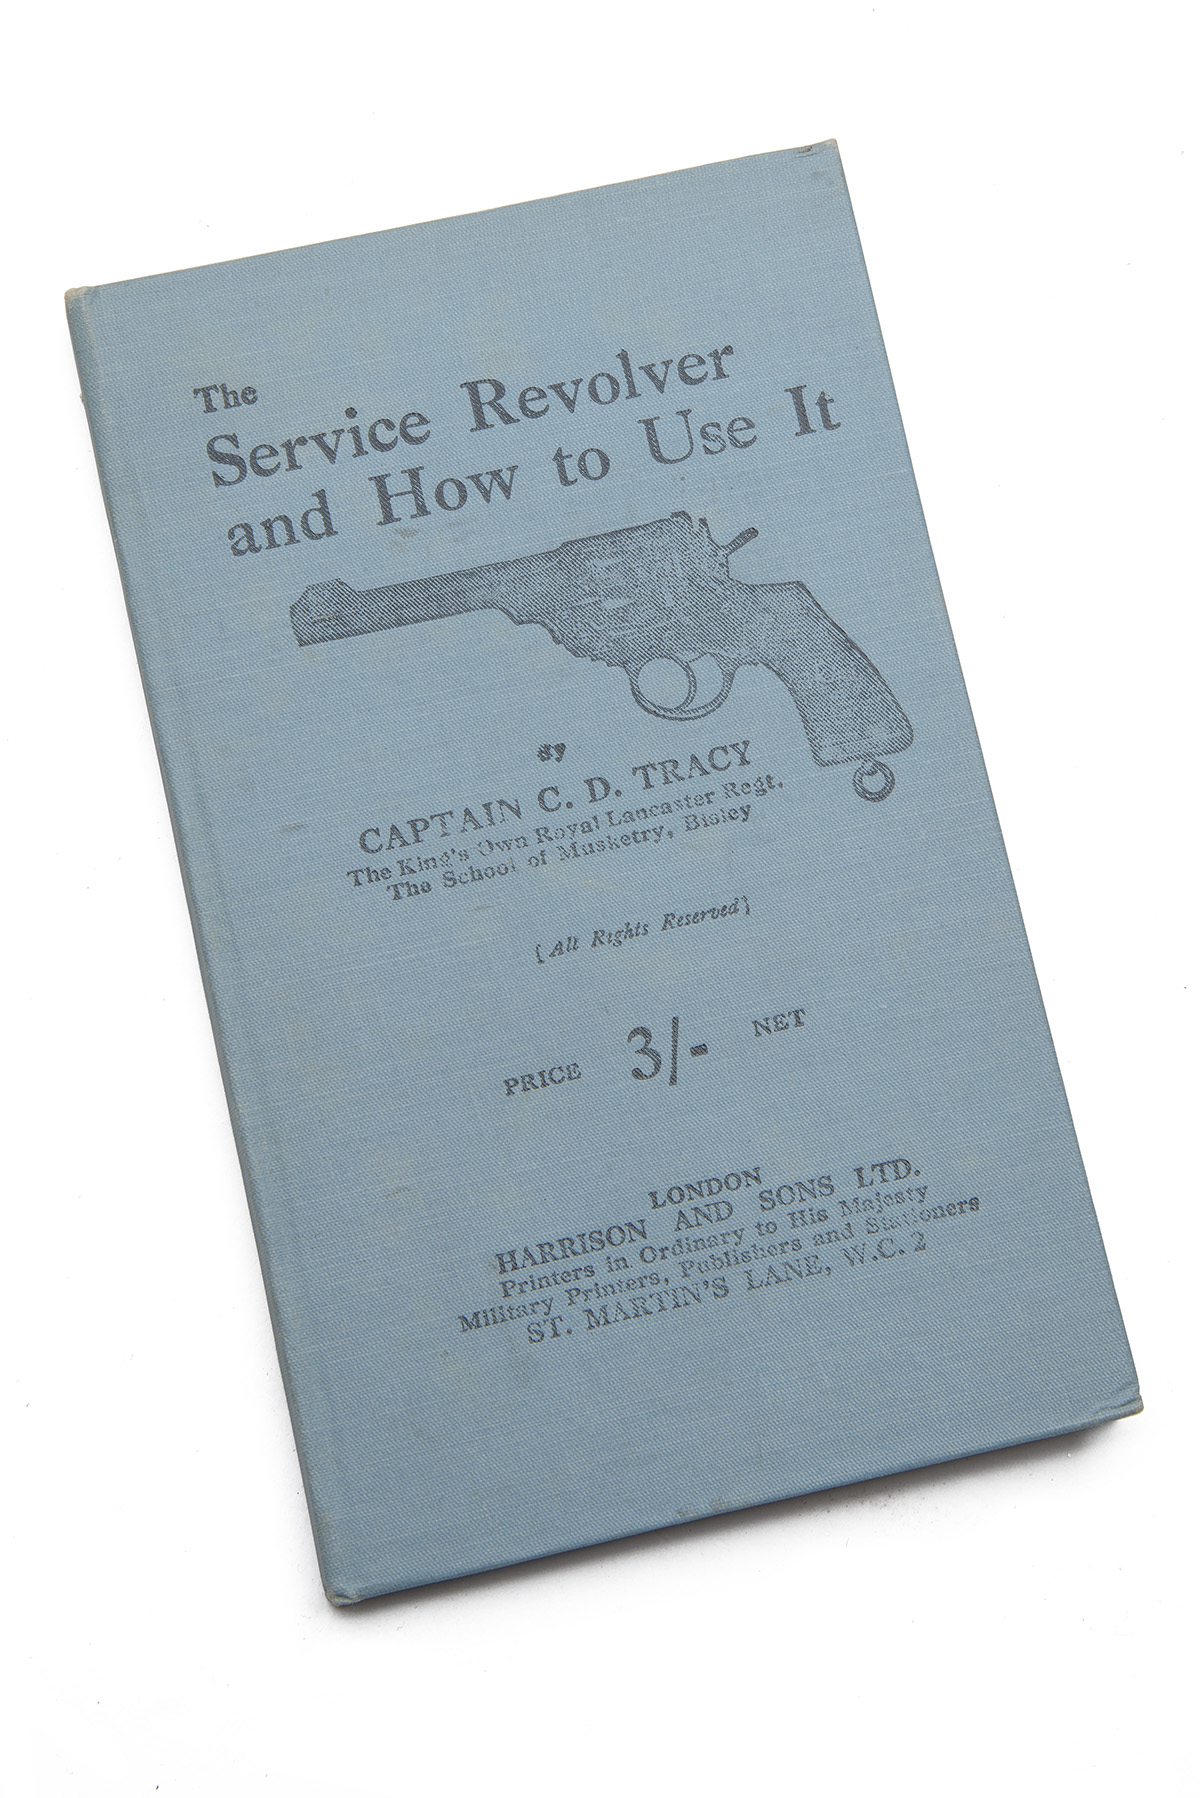 The
Service Revolver
and How to Use It
By
CAPTAIN C. D. TRACY
The King's Own Royal Lancaster Regt.
The School of Musketry, Bisley
[All Rights Reserved]
PRICE 3/- NET
LONDON
HARRISON AND SONS LTD.
Printers in Ordinary to His Majesty
Military Printers, Publishers and Stationers
ST. MARTIN'S LANE, W.C. 2